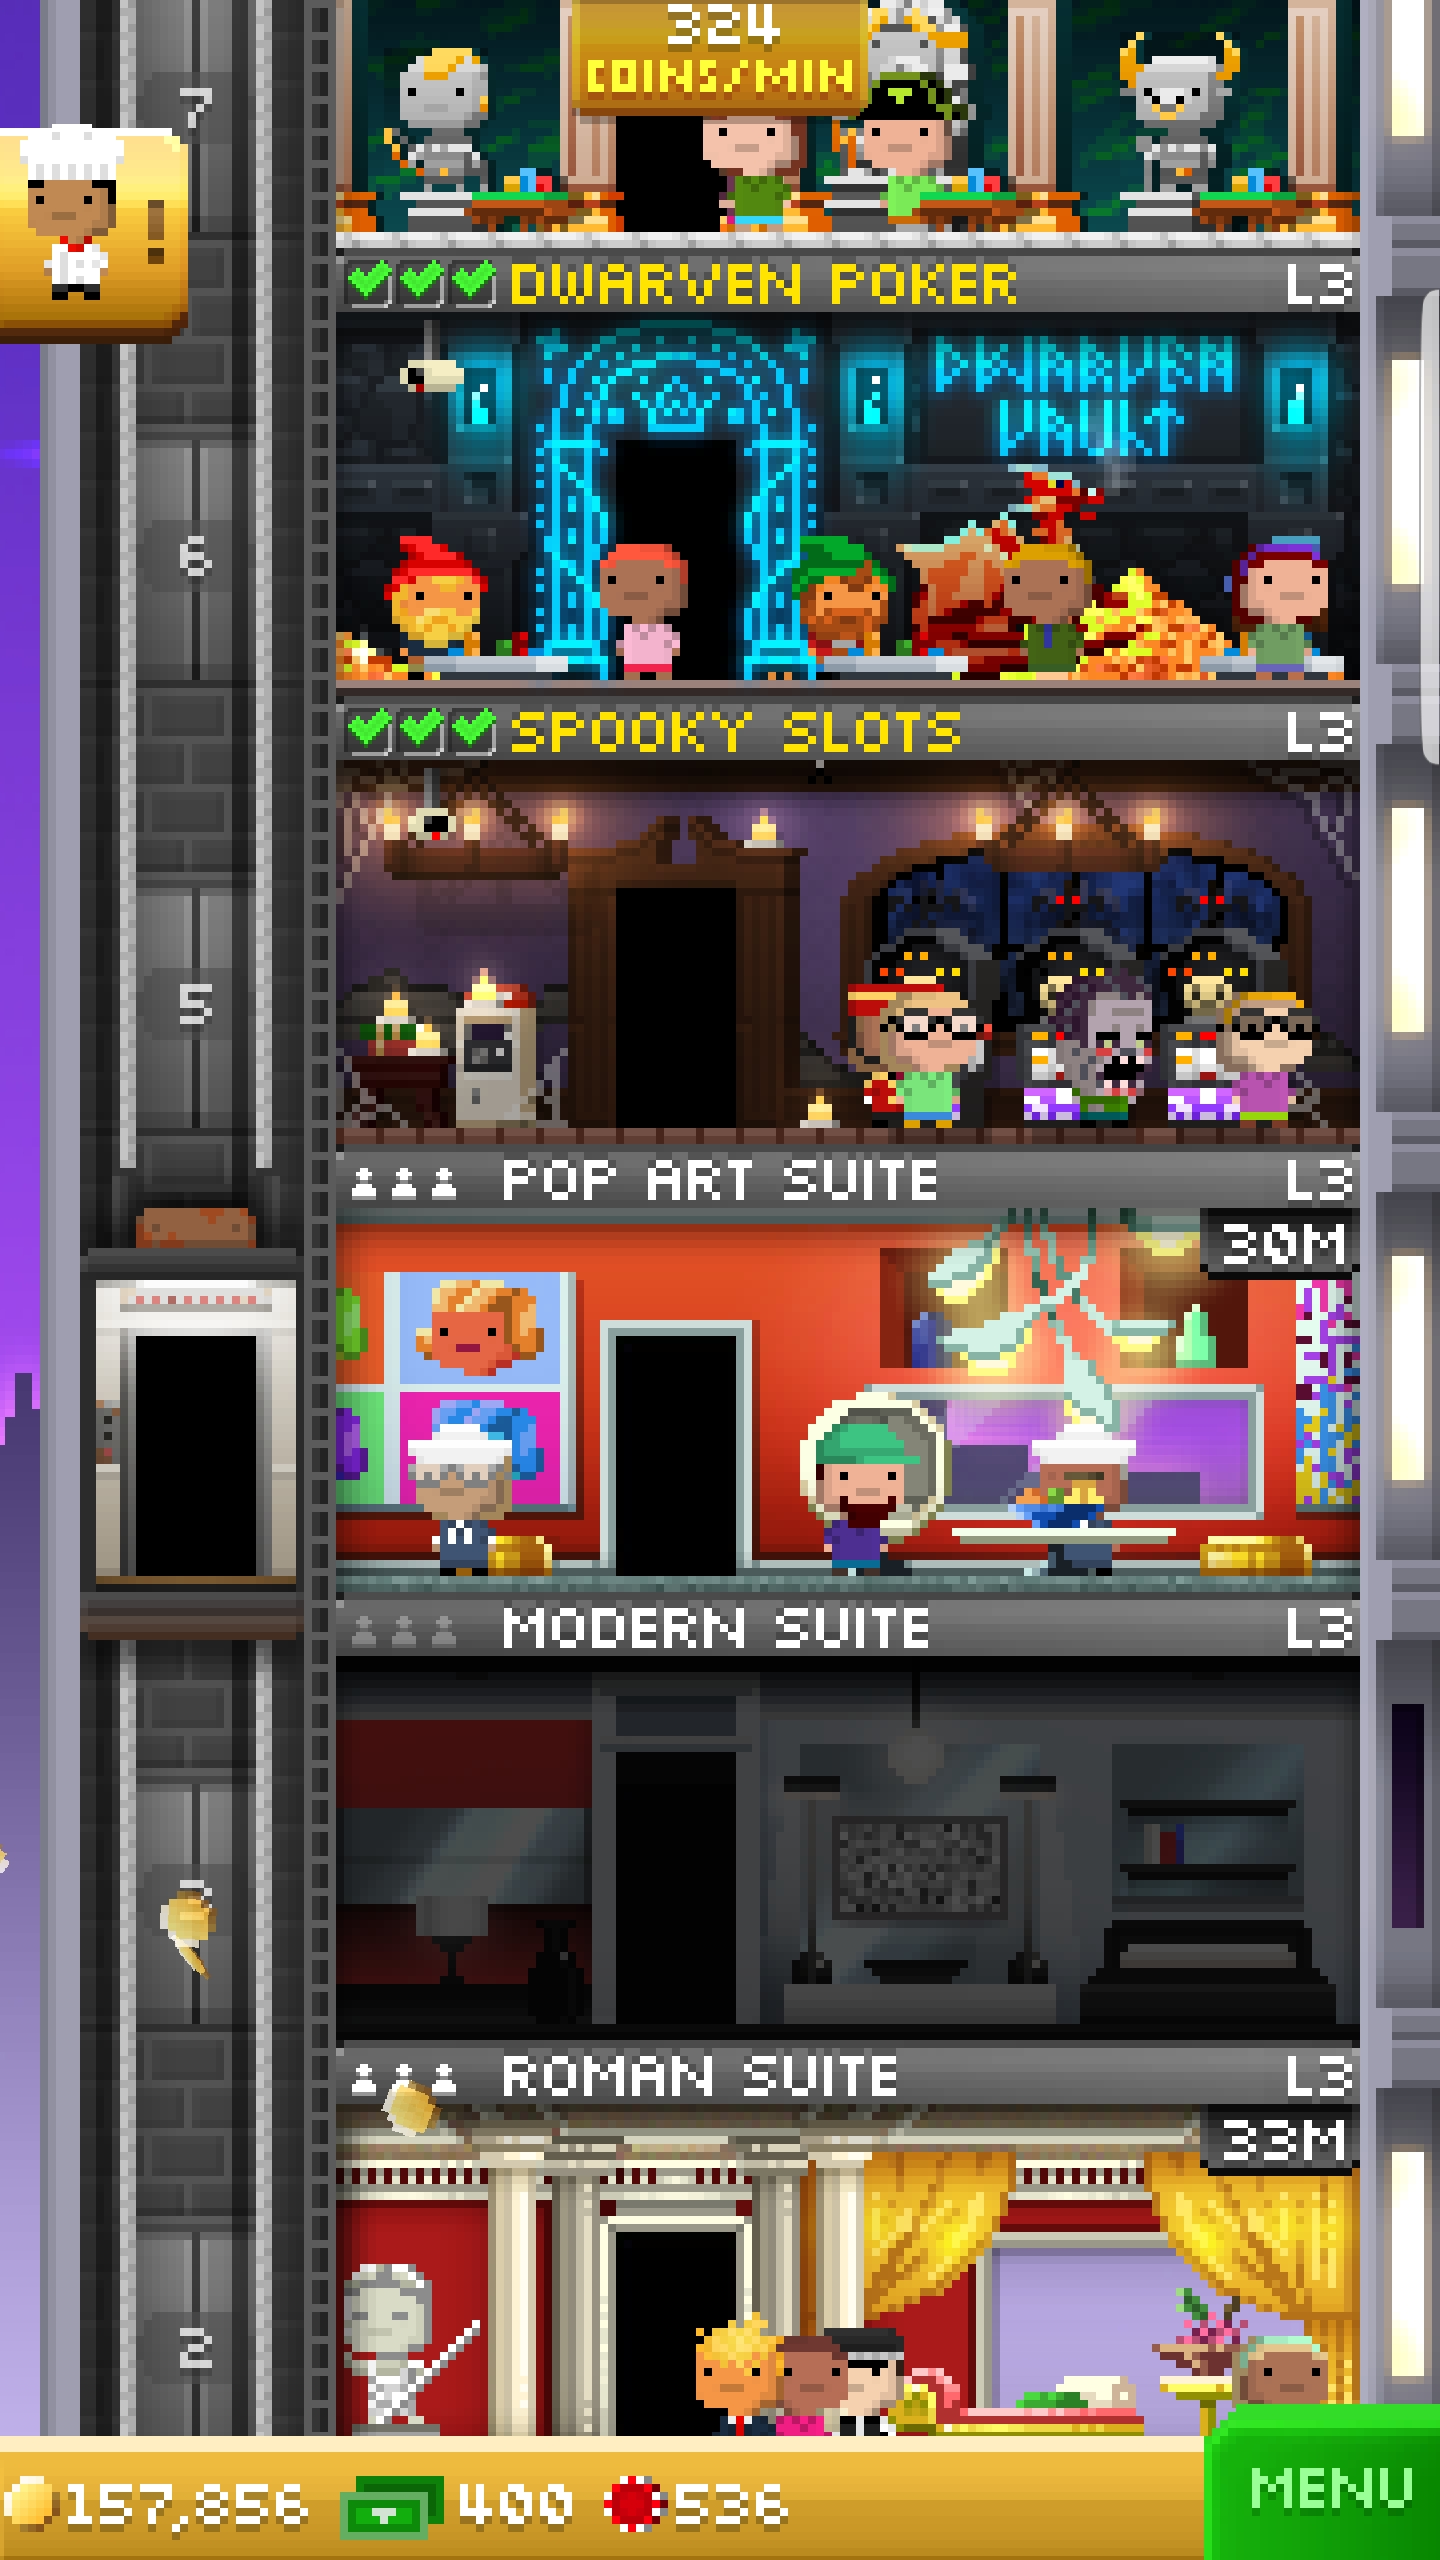 324
COINS/MIN
7
DWARVEN POKER
L3
DWARVEN
VAULT
6
SPOOKY SLOTS
L3
5
POP ART SUITE
L3
30M
MODERN SUITE
L3
ROMAN SUITE
L3
33M
2
157,856
400
536
MENU